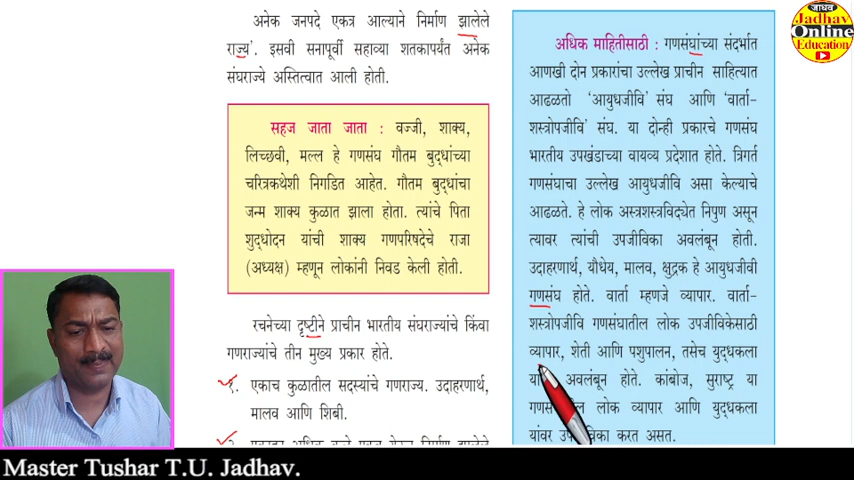 अनेक जनपदे एकत्र आल्याने निर्माण झालेले
राज्य'. इसवी सनापूर्वी सहाव्या शतकापर्यंत अनेक
संघराज्ये अस्तित्वात आली होती.
सहज जाता जाता : वज्जी, शाक्य,
लिच्छवी, मल्ल हे गणसंघ गौतम बुद्धांच्या
चरित्रकथेशी निगडित आहेत. गौतम बुद्धांचा
जन्म शाक्य कुळात झाला होता. त्यांचे पिता
शुद्धोदन यांची शाक्य गणपरिषदेचे राजा
(अध्यक्ष) म्हणून लोकांनी निवड केली होती.
रचनेच्या दृष्टीने प्राचीन भारतीय संघराज्यांचे किंवा
गणराज्यांचे तीन मुख्य प्रकार होते.
१. एकाच कुळातील सदस्यांचे गणराज्य. उदाहरणार्थ,
मालव आणि शिबी.
अधिक माहितीसाठी : गणसंघांच्या संदर्भात
आणखी दोन प्रकारांचा उल्लेख प्राचीन साहित्यात
आढळतो 'आयुधजीवि' संघ आणि 'वार्ता-
शस्त्रोपजीवि' संघ. या दोन्ही प्रकारचे गणसंघ
भारतीय उपखंडाच्या वायव्य प्रदेशात होते. त्रिगर्त
गणसंघाचा उल्लेख आयुधजीवि असा केल्याचे
आढळते. हे लोक अस्त्रशस्त्रविद्येत निपुण असून
त्यावर त्यांची उपजीविका अवलंबून होती.
उदाहरणार्थ, यौधेय, मालव, क्षुद्रक हे आयुधजीवी
गणसंघ होते. वार्ता म्हणजे व्यापार. वार्ता-
शस्त्रोपजीवि गणसंघातील लोक उपजीविकेसाठी
व्यापार, शेती आणि पशुपालन, तसेच युद्धकला
अवलंबून होते. कांबोज, सुराष्ट्र या
लोक व्यापार आणि युद्धकला
यांवर करत असत.
जाधव
Jadhav
Online
Education
Master Tushar T.U. Jadhav.